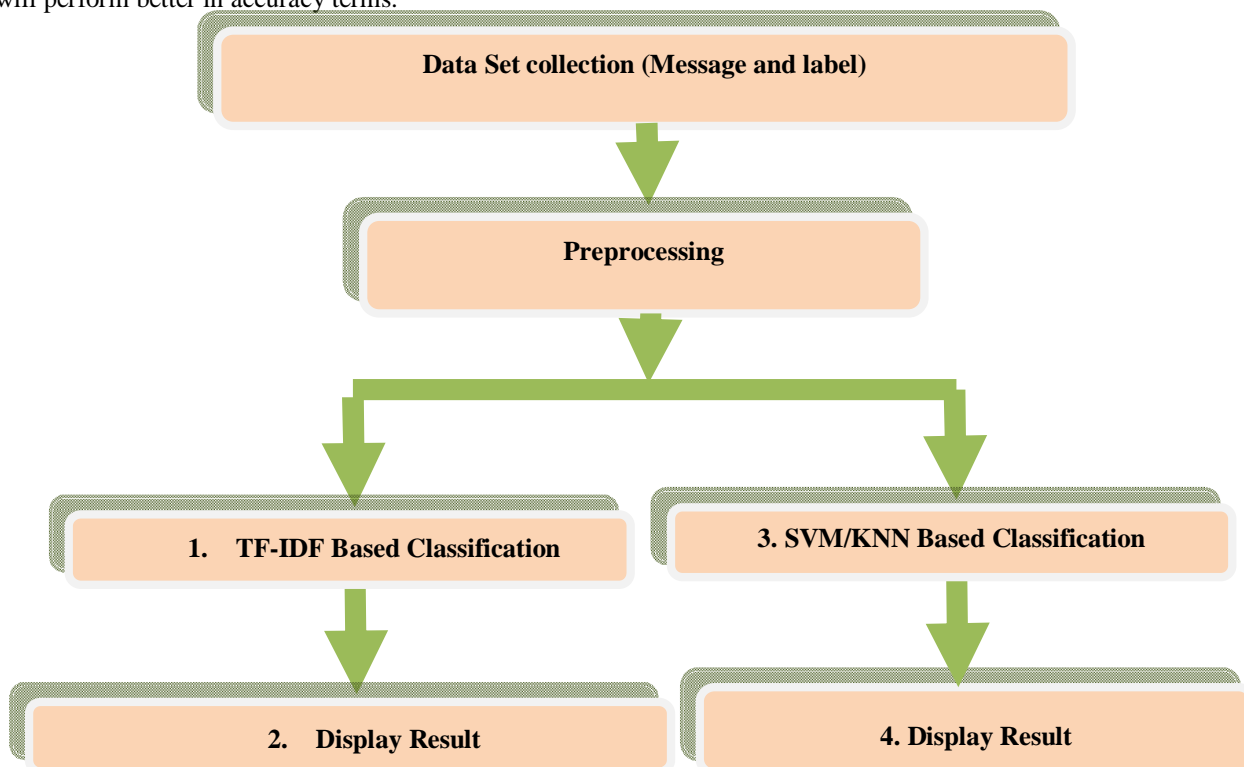 will perform better in accuracy terms.
Data Set collection (Message and label)
Preprocessing
1. TF-IDF Based Classification
3. SVM/KNN Based Classification
2. Display Result
4. Display Result